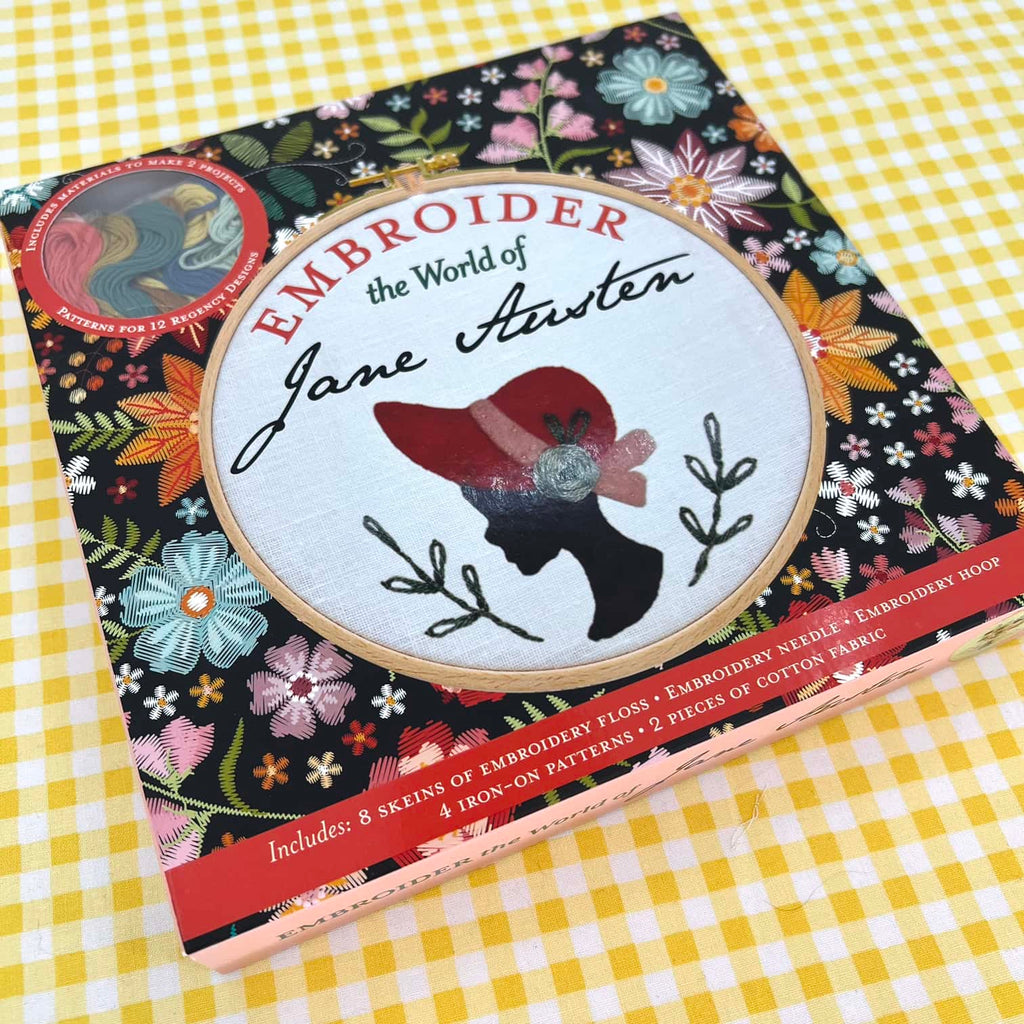 INCLUDES MATERIALS TO MAKE 2 PROJECTS
PATTERNS FOR 12 REGENCY DESIGNS
EMBROIDER
the World of
Jane Austen
Includes: 8 SKEINS OF EMBROIDERY FLOSS • EMBROIDERY NEEDLE • EMBROIDERY HOOP
4 IRON-ON PATTERNS • 2 PIECES OF COTTON FABRIC
EMBROIDER the World of Jane Austen